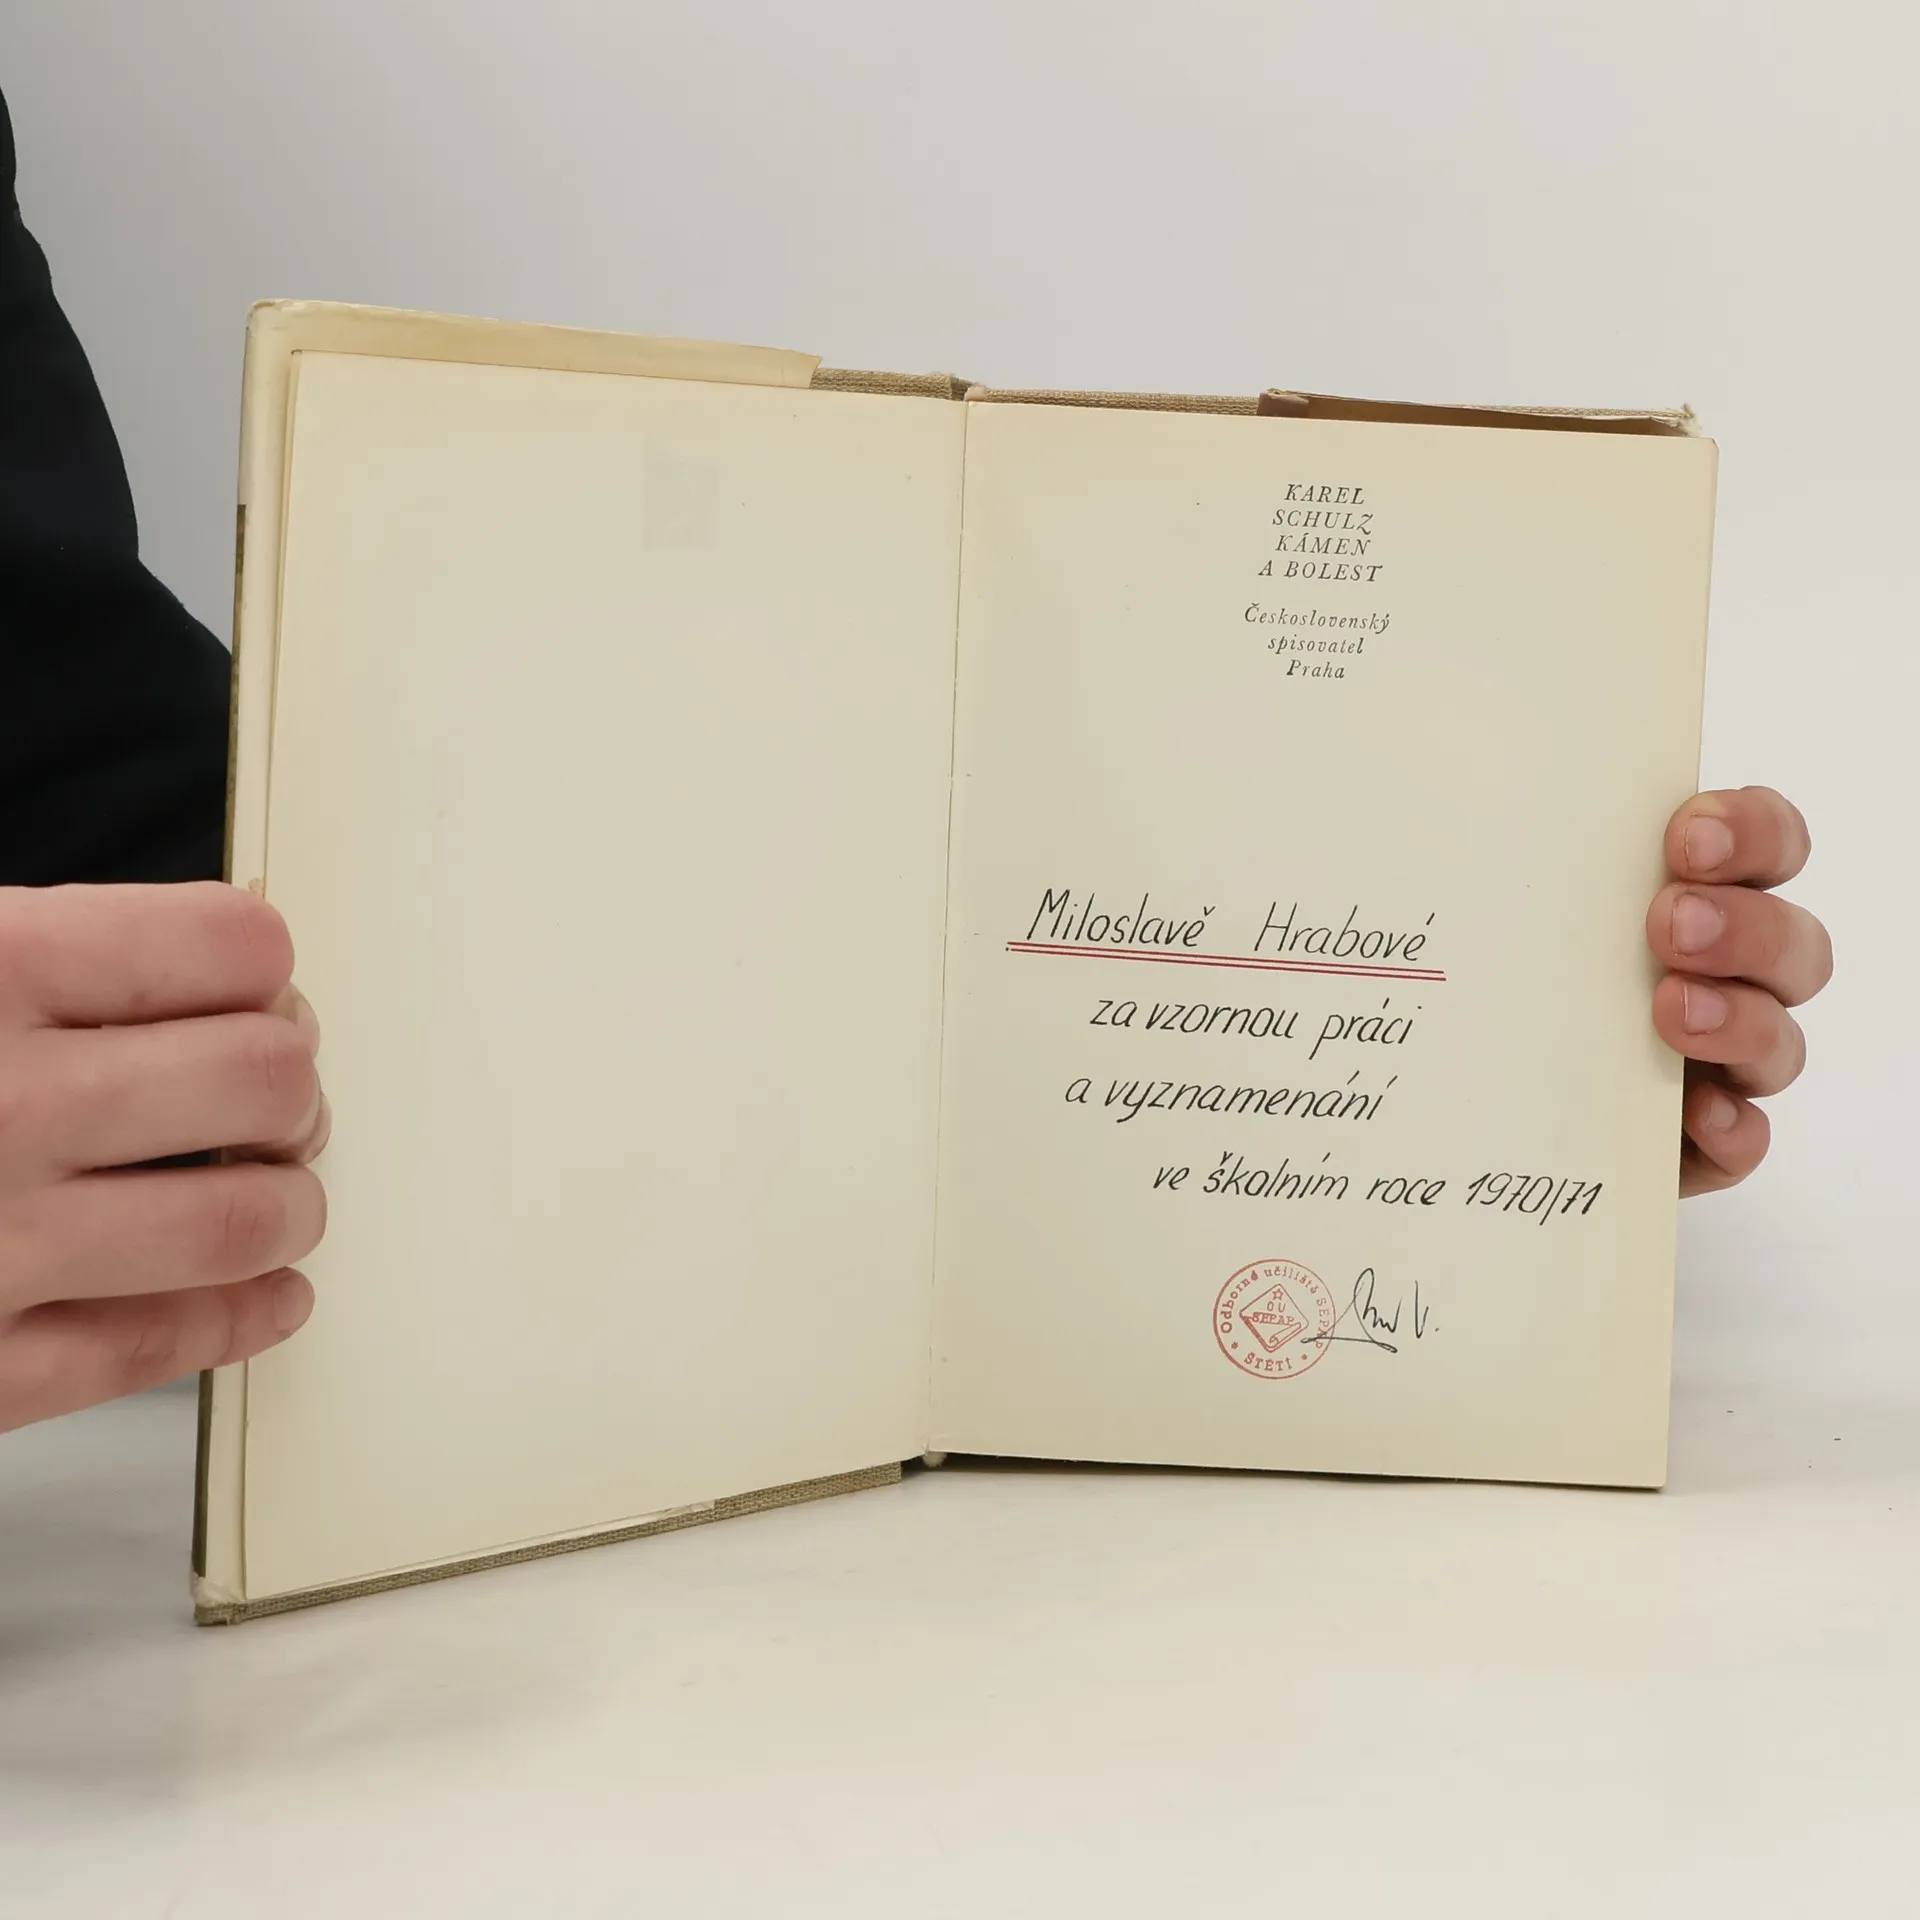 KAREL
SCHULZ
KÁMEN
A BOLEST
Československý
spisovatel
Praha
Miloslavě Hrabové
za vzornou práci
a vyznamenání
ve školním roce 1970/71
Odborné učiliště SEPAP
OU
SEPAP
* ŠTĚTÍ *